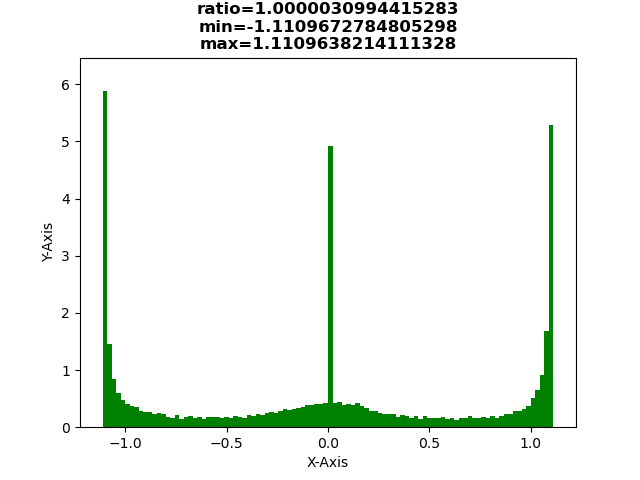 ratio=1.0000030994415283
min=-1.1109672784805298
max=1.1109638214111328
6
5
4
3
2
1
0
Y-Axis
−1.0 −0.5 0.0 0.5 1.0
X-Axis